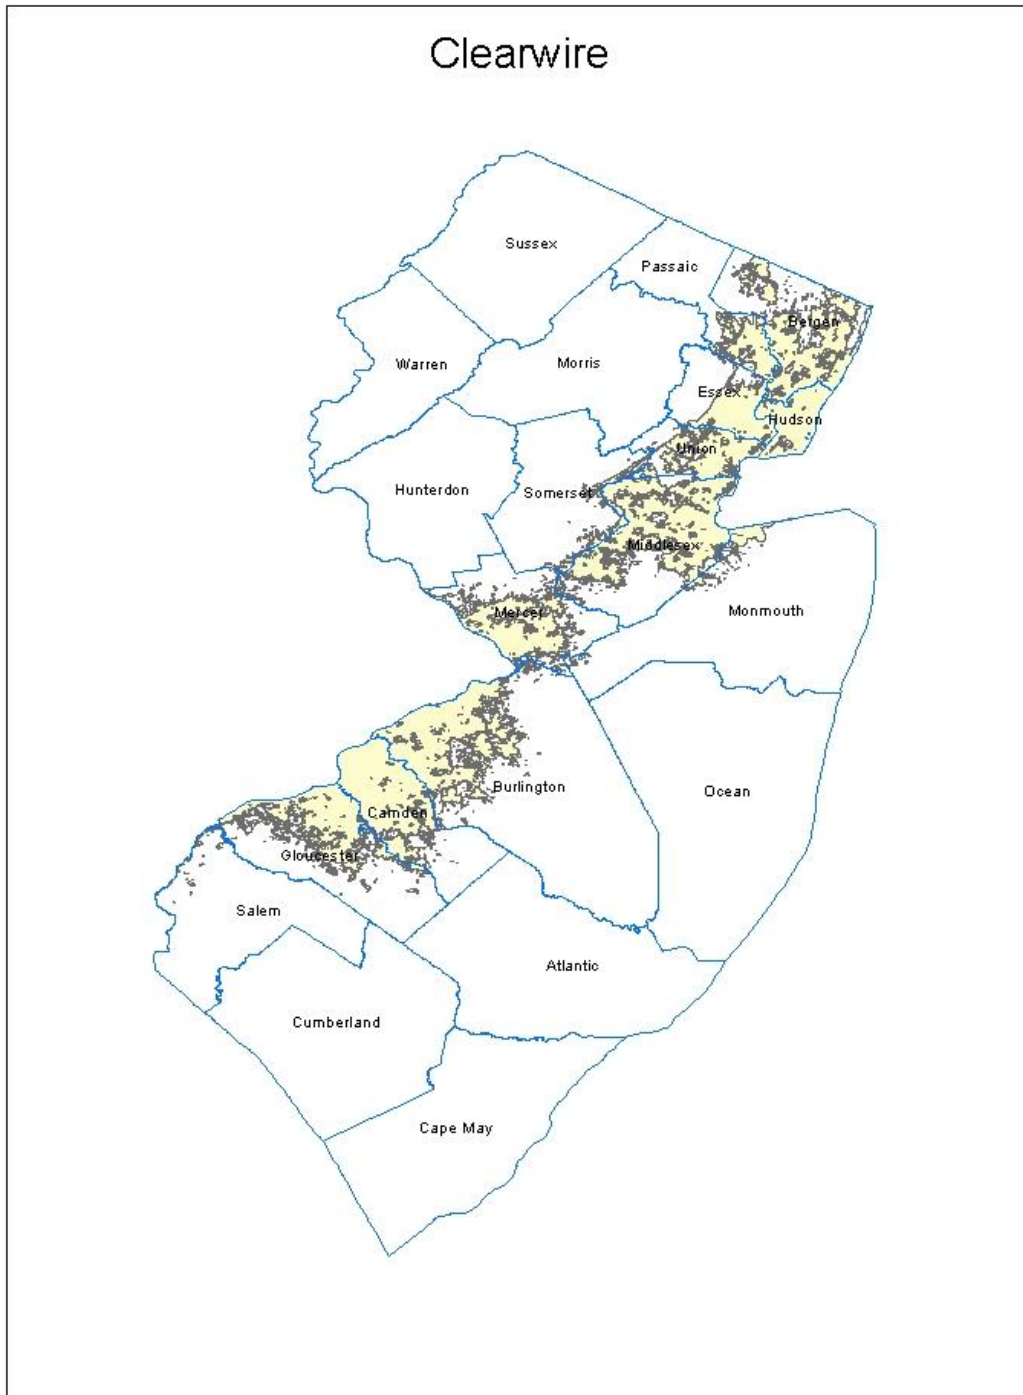 Clearwire
Sussex
Passaic
Bergen
Warren
Morris
Essex
Hudson
Union
Hunterdon
Somerset
Middlesex
Mercer
Monmouth
Burlington
Ocean
Camden
Gloucester
Salem
Atlantic
Cumberland
Cape May